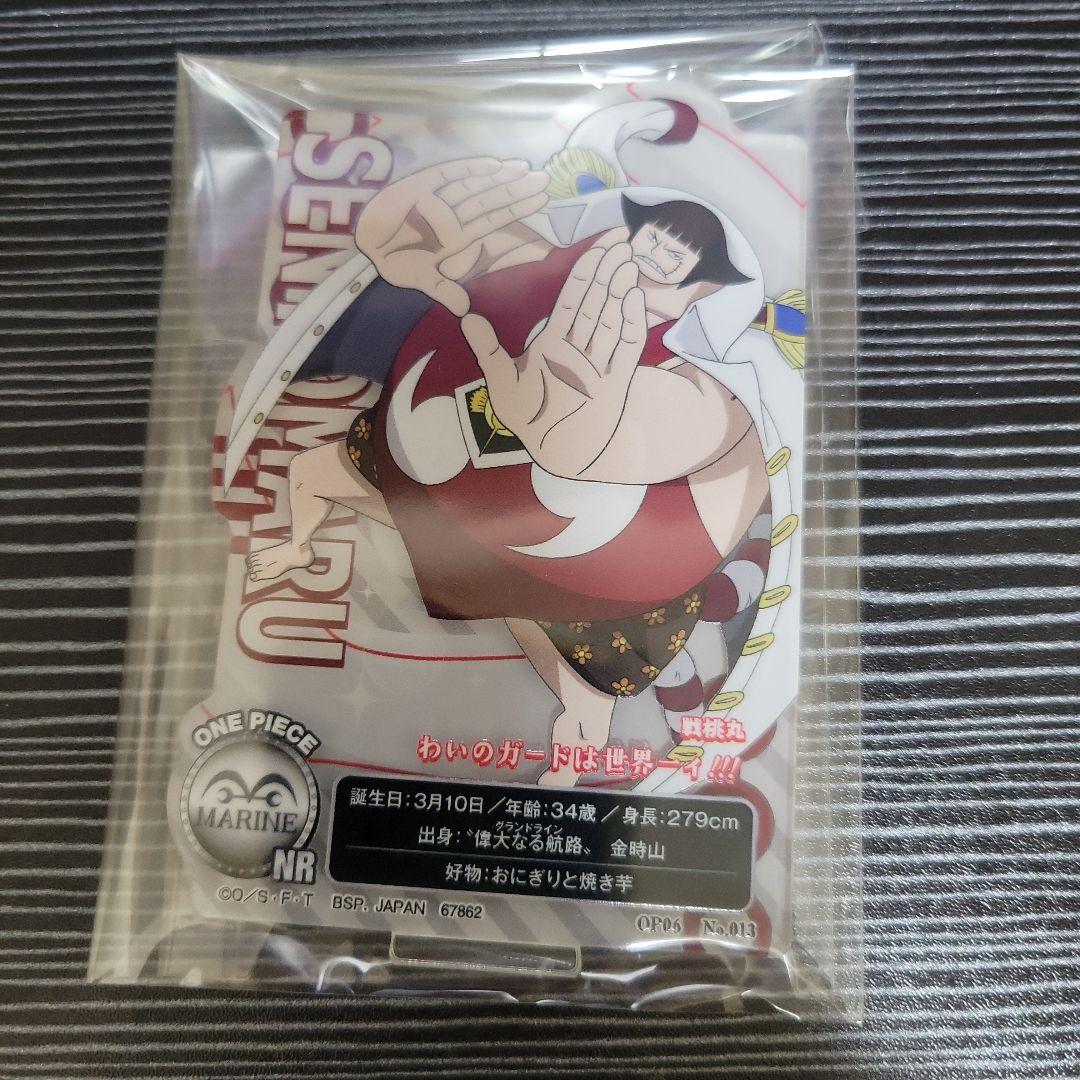 SENTOMARU
戦桃丸
わいのガードは世界一ィ!!!
ONE PIECE
MARINE
NR
誕生日:3月10日/年齢:34歳/身長:279cm
グランドライン
出身:〝偉大なる航路〟 金時山
好物:おにぎりと焼き芋
©O/S・F・T BSP. JAPAN 67862
OP06 No.013